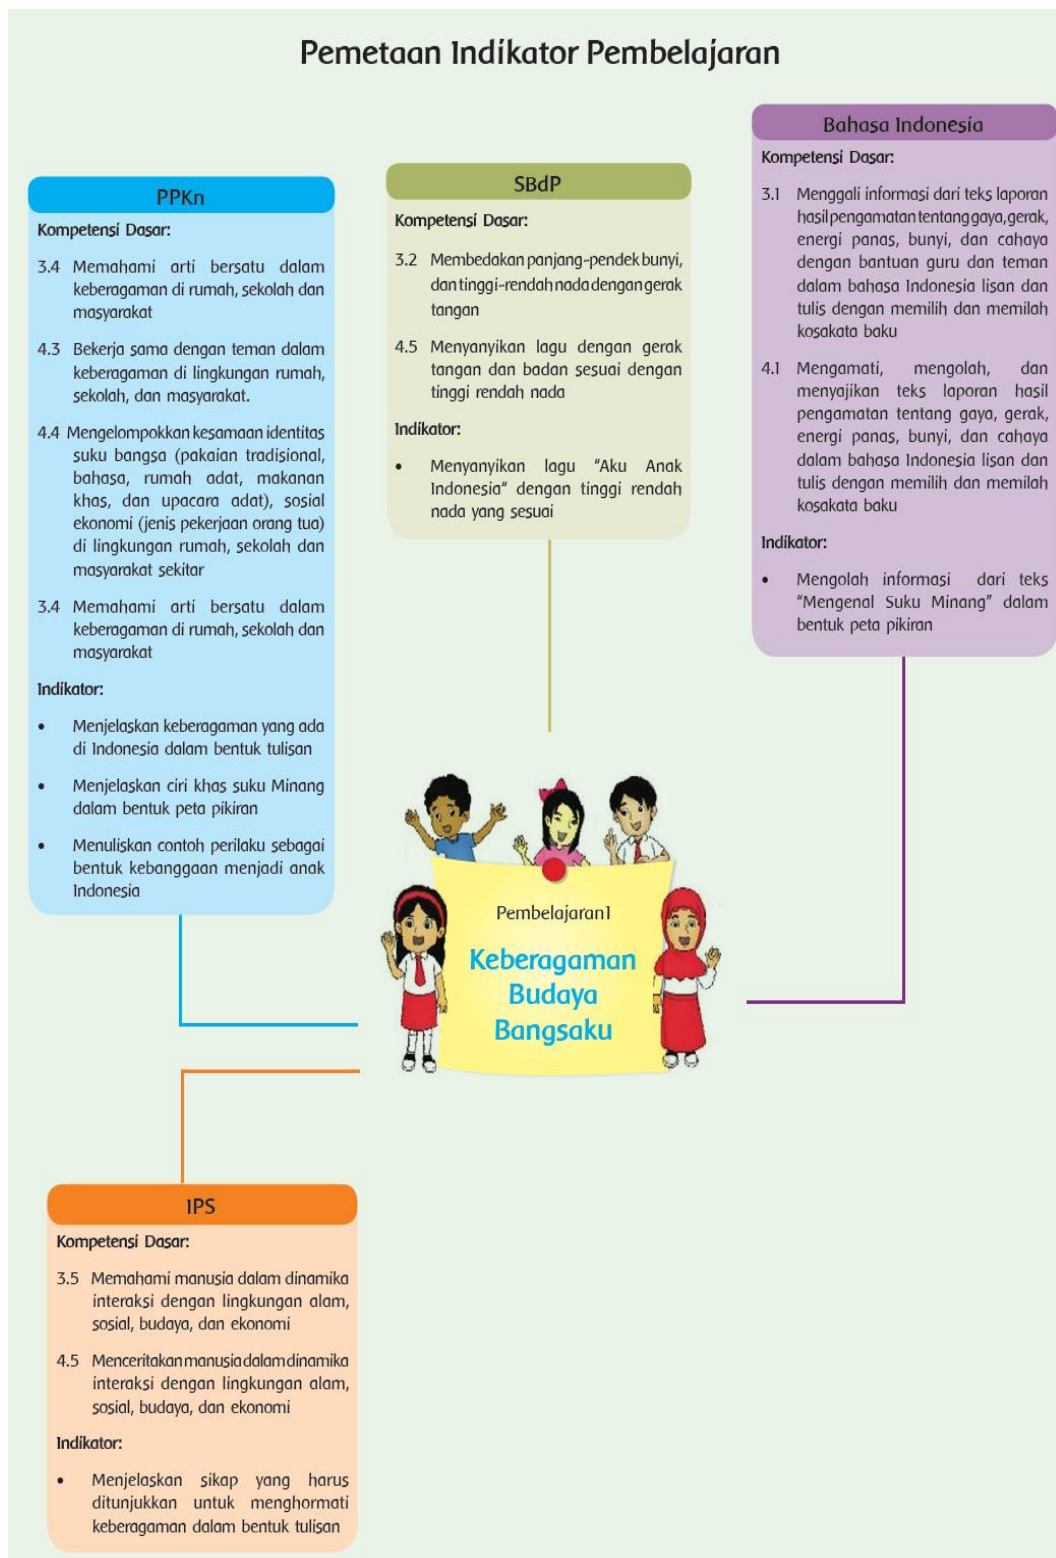 Pemetaan Indikator Pembelajaran
PPKn
Kompetensi Dasar:
3.4 Memahami arti bersatu dalam
keberagaman di rumah, sekolah dan
masyarakat
4.3 Bekerja sama dengan teman dalam
keberagaman di lingkungan rumah,
sekolah, dan masyarakat.
4.4 Mengelompokkan kesamaan identitas
suku bangsa (pakaian tradisional,
bahasa, rumah adat, makanan
khas, dan upacara adat), sosial
ekonomi (jenis pekerjaan orang tua)
di lingkungan rumah, sekolah dan
masyarakat sekitar
3.4 Memahami arti bersatu dalam
keberagaman di rumah, sekolah dan
masyarakat
Indikator:
• Menjelaskan keberagaman yang ada
di Indonesia dalam bentuk tulisan
• Menjelaskan ciri khas suku Minang
dalam bentuk peta pikiran
• Menuliskan contoh perilaku sebagai
bentuk kebanggaan menjadi anak
Indonesia
SBdP
Kompetensi Dasar:
3.2 Membedakan panjang-pendek bunyi,
dan tinggi-rendah nada dengan gerak
tangan
4.5 Menyanyikan lagu dengan gerak
tangan dan badan sesuai dengan
tinggi rendah nada
Indikator:
• Menyanyikan lagu “Aku Anak
Indonesia“ dengan tinggi rendah
nada yang sesuai
Bahasa Indonesia
Kompetensi Dasar:
3.1 Menggali informasi dari teks laporan
hasil pengamatan tentang gaya, gerak,
energi panas, bunyi, dan cahaya
dengan bantuan guru dan teman
dalam bahasa Indonesia lisan dan
tulis dengan memilih dan memilah
kosakata baku
4.1 Mengamati, mengolah, dan
menyajikan teks laporan hasil
pengamatan tentang gaya, gerak,
energi panas, bunyi, dan cahaya
dalam bahasa Indonesia lisan dan
tulis dengan memilih dan memilah
kosakata baku
Indikator:
• Mengolah informasi dari teks
“Mengenal Suku Minang” dalam
bentuk peta pikiran
Pembelajaran1
Keberagaman
Budaya
Bangsaku
IPS
Kompetensi Dasar:
3.5 Memahami manusia dalam dinamika
interaksi dengan lingkungan alam,
sosial, budaya, dan ekonomi
4.5 Menceritakan manusia dalam dinamika
interaksi dengan lingkungan alam,
sosial, budaya, dan ekonomi
Indikator:
• Menjelaskan sikap yang harus
ditunjukkan untuk menghormati
keberagaman dalam bentuk tulisan